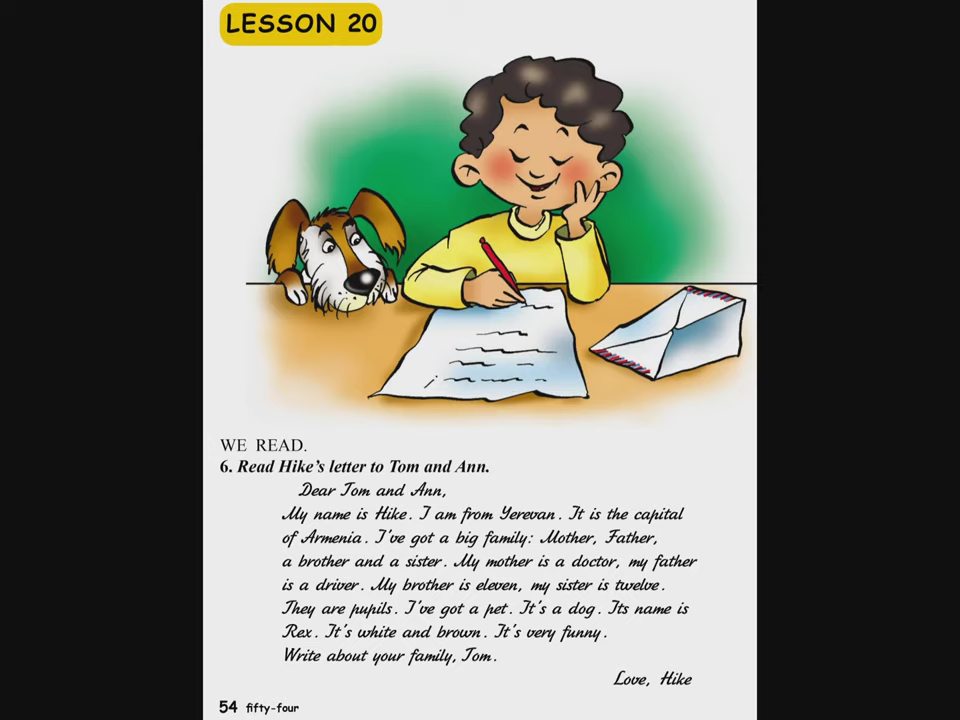 LESSON 20
WE READ.
6. Read Hike's letter to Tom and Ann.
Dear Tom and Ann,
My name is Hike. I am from Yerevan. It is the capital
of Armenia. I've got a big family: Mother, Father,
a brother and a sister. My mother is a doctor, my father
is a driver. My brother is eleven, my sister is twelve.
They are pupils. I've got a pet. It's a dog. Its name is
Rex. It's white and brown. It's very funny.
Write about your family, Tom.
Love, Hike
54 fifty-four